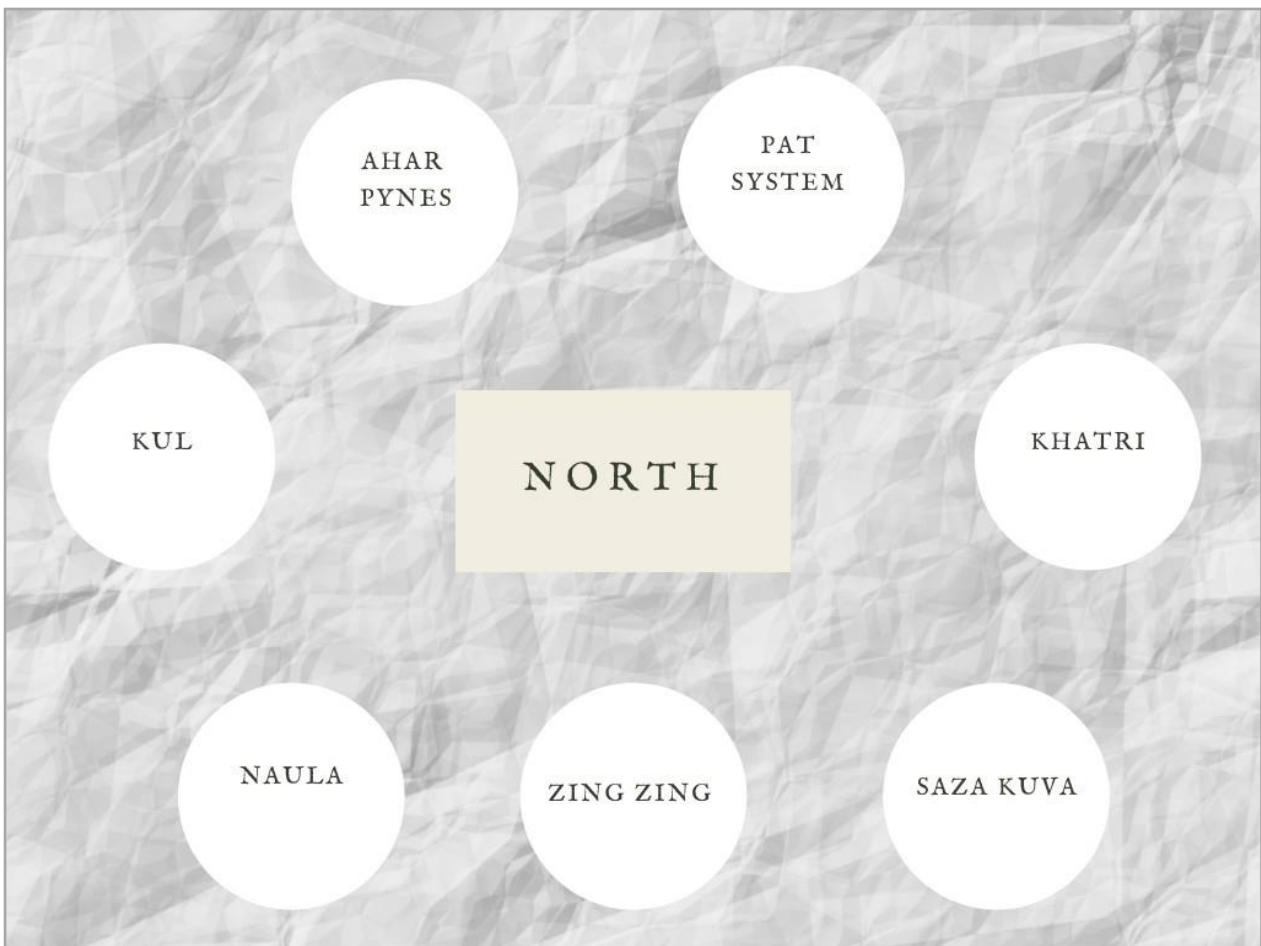 AHAR
PYNES
PAT
SYSTEM
KUL
NORTH
KHATRI
NAULA
ZING ZING
SAZA KUVA